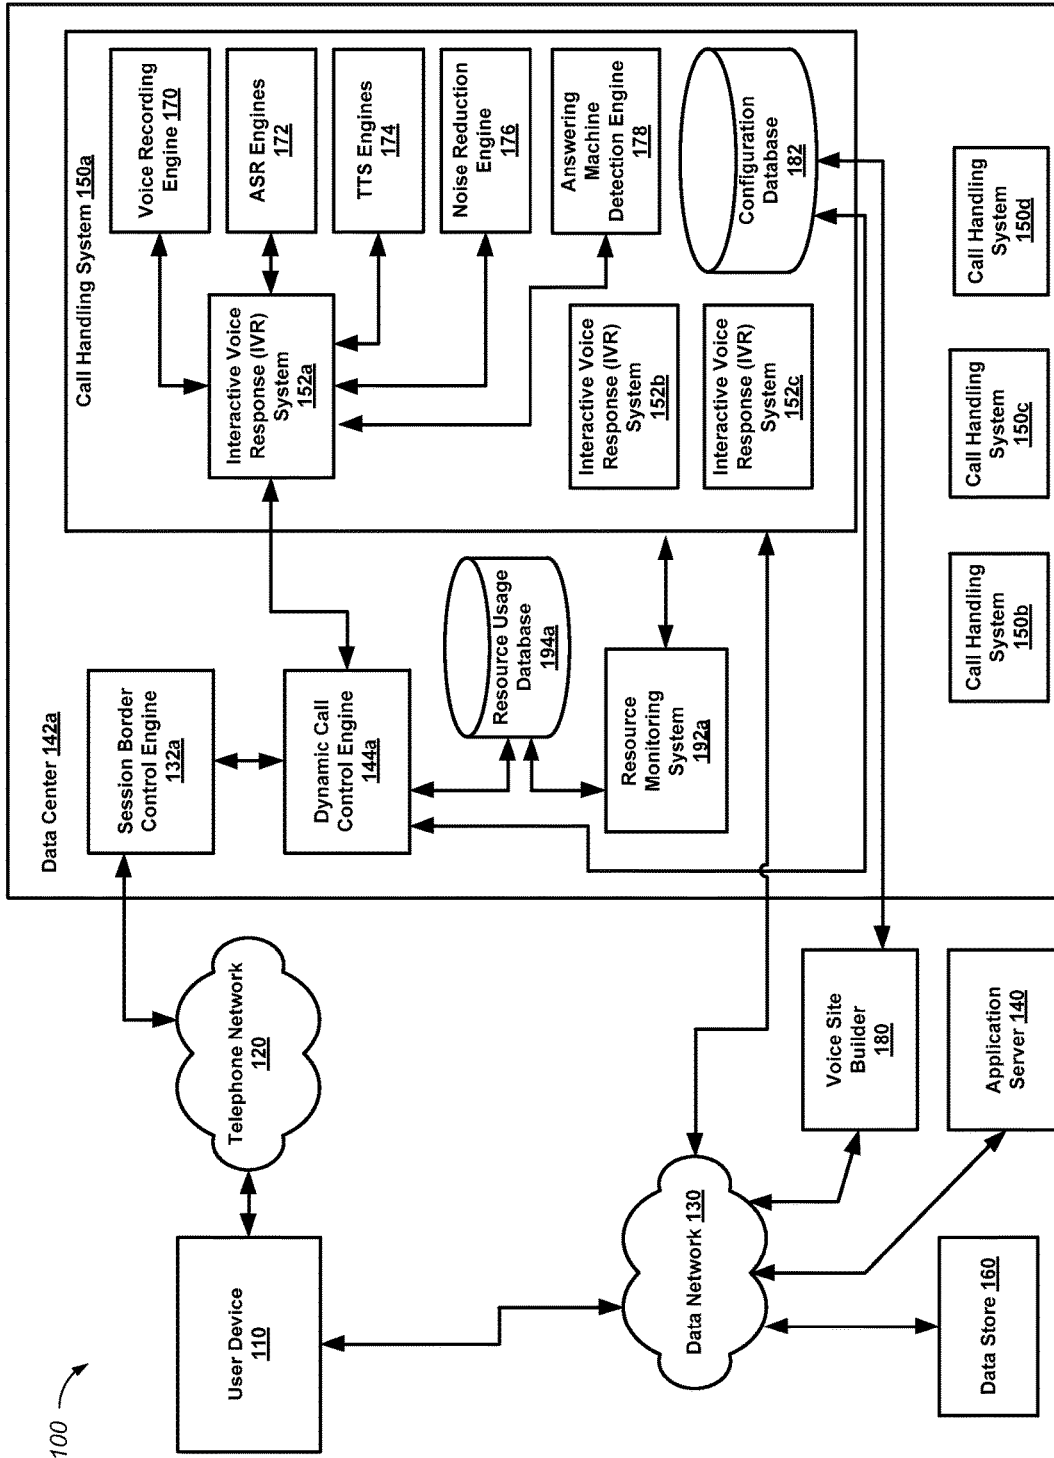 100
User Device
110
Telephone Network
120
Data Network 130
Data Store 160
Application
Server 140
Voice Site
Builder
180
Data Center 142a
Session Border
Control Engine
132a
Dynamic Call
Control Engine
144a
Resource Usage
Database
194a
Resource
Monitoring
System
192a
Call Handling System 150a
Interactive Voice
Response (IVR)
System
152a
Voice Recording
Engine 170
ASR Engines
172
TTS Engines
174
Noise Reduction
Engine
176
Answering
Machine
Detection Engine
178
Interactive Voice
Response (IVR)
System
152b
Interactive Voice
Response (IVR)
System
152c
Configuration
Database
182
Call Handling
System
150b
Call Handling
System
150c
Call Handling
System
150d